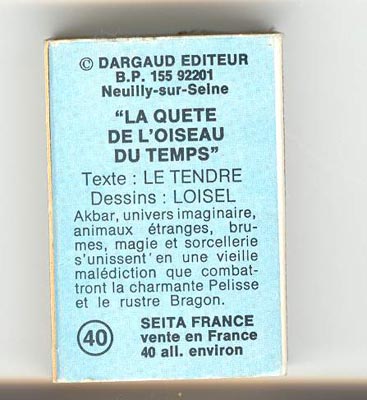 © DARGAUD EDITEUR
B.P. 155 92201
Neuilly-sur-Seine
“LA QUETE
DE L'OISEAU
DU TEMPS”
Texte : LE TENDRE
Dessins : LOISEL
Akbar, univers imaginaire,
animaux étranges, bru-
mes, magie et sorcellerie
s'unissent en une vieille
malédiction que combat-
tront la charmante Pelisse
et le rustre Bragon.
40 SEITA FRANCE
vente en France
40 all. environ